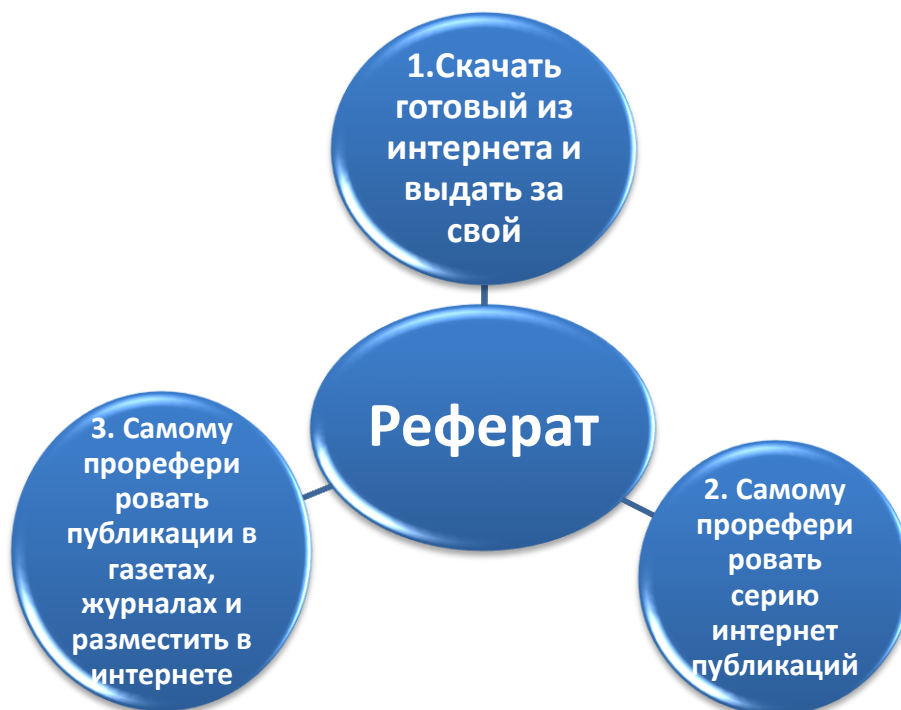 1.Скачать
готовый из
интернета и
выдать за
свой
Реферат
3. Самому
прорефери
ровать
публикации в
газетах,
журналах и
разместить в
интернете
2. Самому
прорефери
ровать
серию
интернет
публикаций